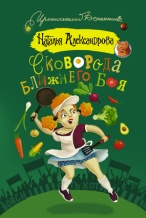 Иронический Детектив
Наталья Александрова
Сковорода
ближнего боя